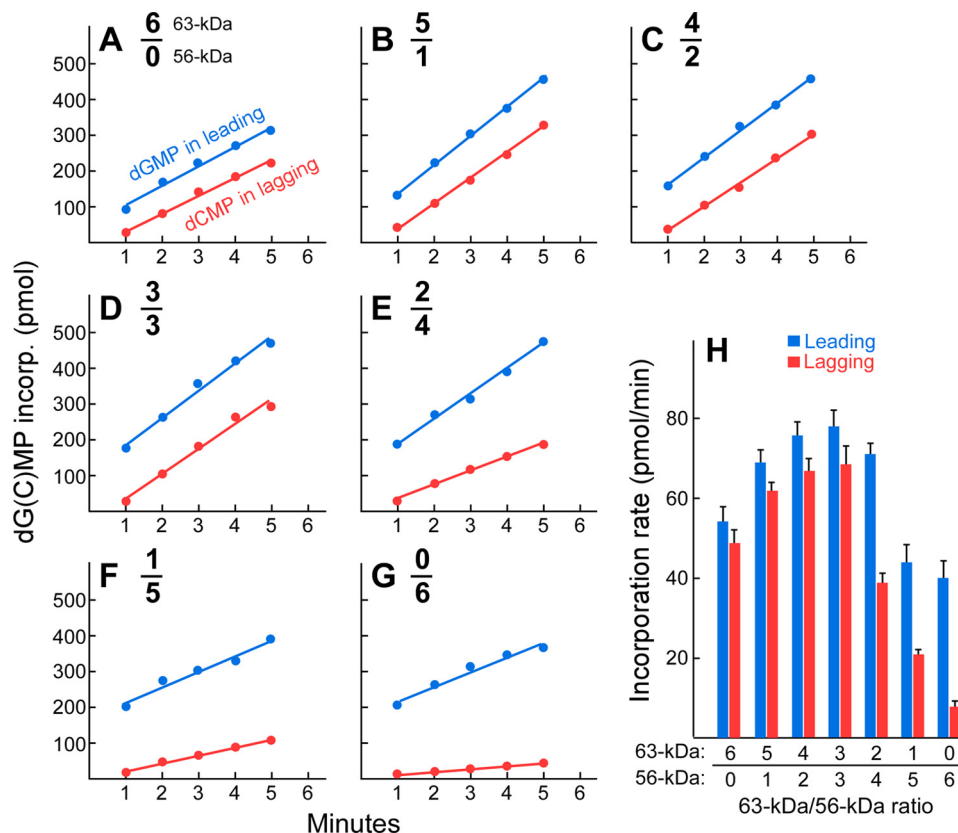 A 6 63-kDa
0 56-kDa
B 5
1
C 4
2
500
400
300
200
100
dGMP in leading
dCMP in lagging
1 2 3 4 5 6
1 2 3 4 5 6
1 2 3 4 5 6
dG(C)MP incorp. (pmol)
D 3
3
E 2
4
500
400
300
200
100
1 2 3 4 5 6
1 2 3 4 5 6
F 1
5
G 0
6
500
400
300
200
100
1 2 3 4 5 6
1 2 3 4 5 6
Minutes
H
Leading
Lagging
Incorporation rate (pmol/min)
80
60
40
20
63-kDa: 6 5 4 3 2 1 0
56-kDa: 0 1 2 3 4 5 6
63-kDa/56-kDa ratio